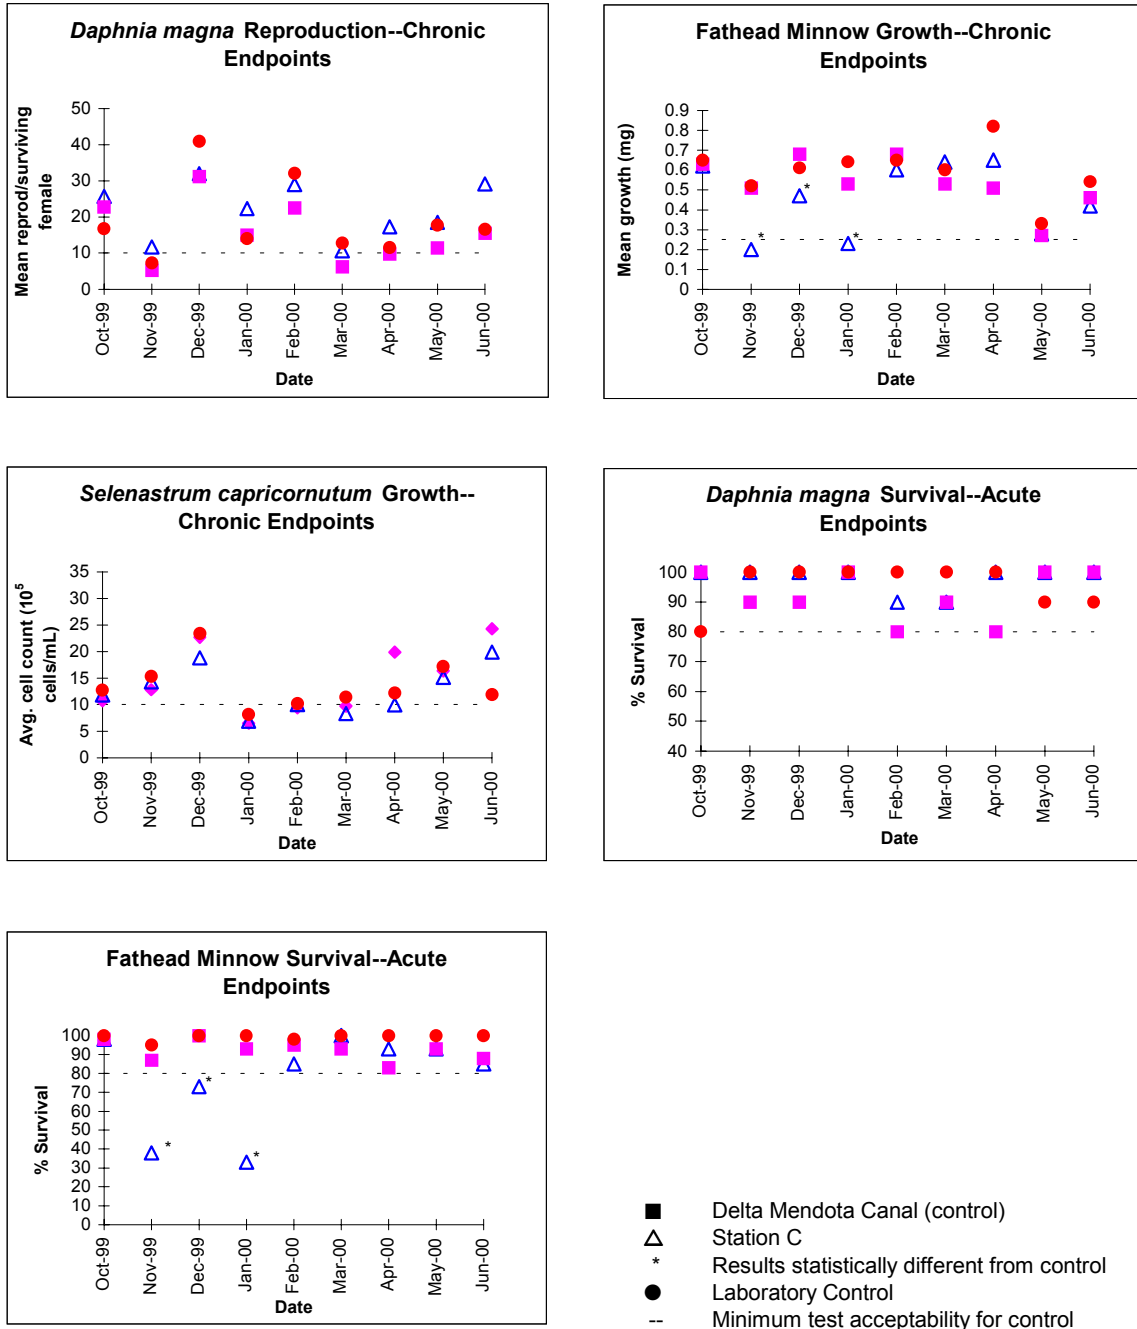 Daphnia magna Reproduction--Chronic
Endpoints
Mean reprod/surviving
female
50
40
30
20
10
0
Oct-99
Nov-99
Dec-99
Jan-00
Feb-00
Mar-00
Apr-00
May-00
Jun-00
Date
Fathead Minnow Growth--Chronic
Endpoints
Mean growth (mg)
0.9
0.8
0.7
0.6
0.5
0.4
0.3
0.2
0.1
0
*
*
*
Oct-99
Nov-99
Dec-99
Jan-00
Feb-00
Mar-00
Apr-00
May-00
Jun-00
Date
Selenastrum capricornutum Growth--
Chronic Endpoints
Avg. cell count (10⁵
cells/mL)
35
30
25
20
15
10
5
0
Oct-99
Nov-99
Dec-99
Jan-00
Feb-00
Mar-00
Apr-00
May-00
Jun-00
Date
Daphnia magna Survival--Acute
Endpoints
% Survival
100
90
80
70
60
50
40
Oct-99
Nov-99
Dec-99
Jan-00
Feb-00
Mar-00
Apr-00
May-00
Jun-00
Date
Fathead Minnow Survival--Acute
Endpoints
% Survival
100
90
80
70
60
50
40
30
20
10
0
*
*
*
Oct-99
Nov-99
Dec-99
Jan-00
Feb-00
Mar-00
Apr-00
May-00
Jun-00
Date
Delta Mendota Canal (control)
Station C
* Results statistically different from control
Laboratory Control
-- Minimum test acceptability for control